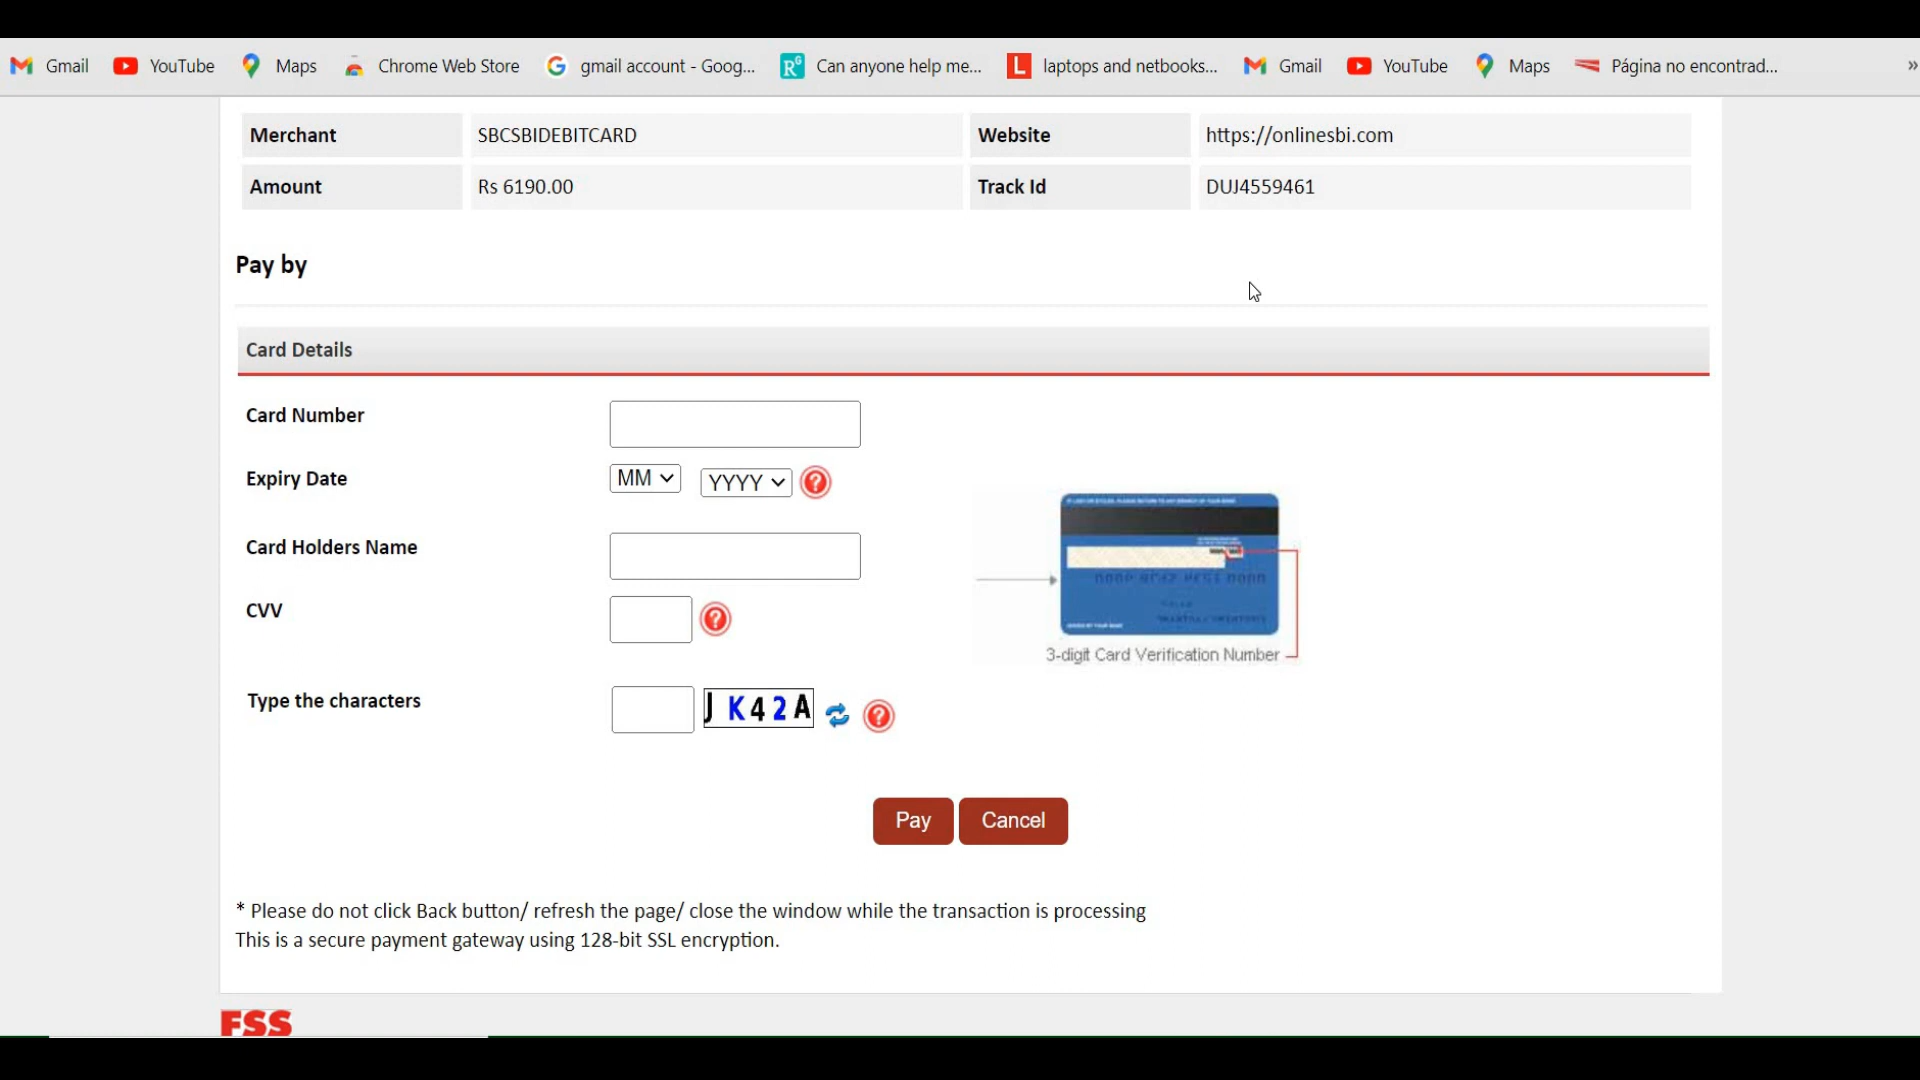 Gmail YouTube Maps Chrome Web Store gmail account - Goog... Can anyone help me... laptops and netbooks... Gmail YouTube Maps Página no encontrad... »
Merchant SBCSBIDEBITCARD Website https://onlinesbi.com
Amount Rs 6190.00 Track Id DUJ4559461
Pay by
Card Details
Card Number
Expiry Date MM YYYY
Card Holders Name
CVV
3-digit Card Verification Number
Type the characters J K 4 2 A
Pay Cancel
* Please do not click Back button/ refresh the page/ close the window while the transaction is processing
This is a secure payment gateway using 128-bit SSL encryption.
FSS